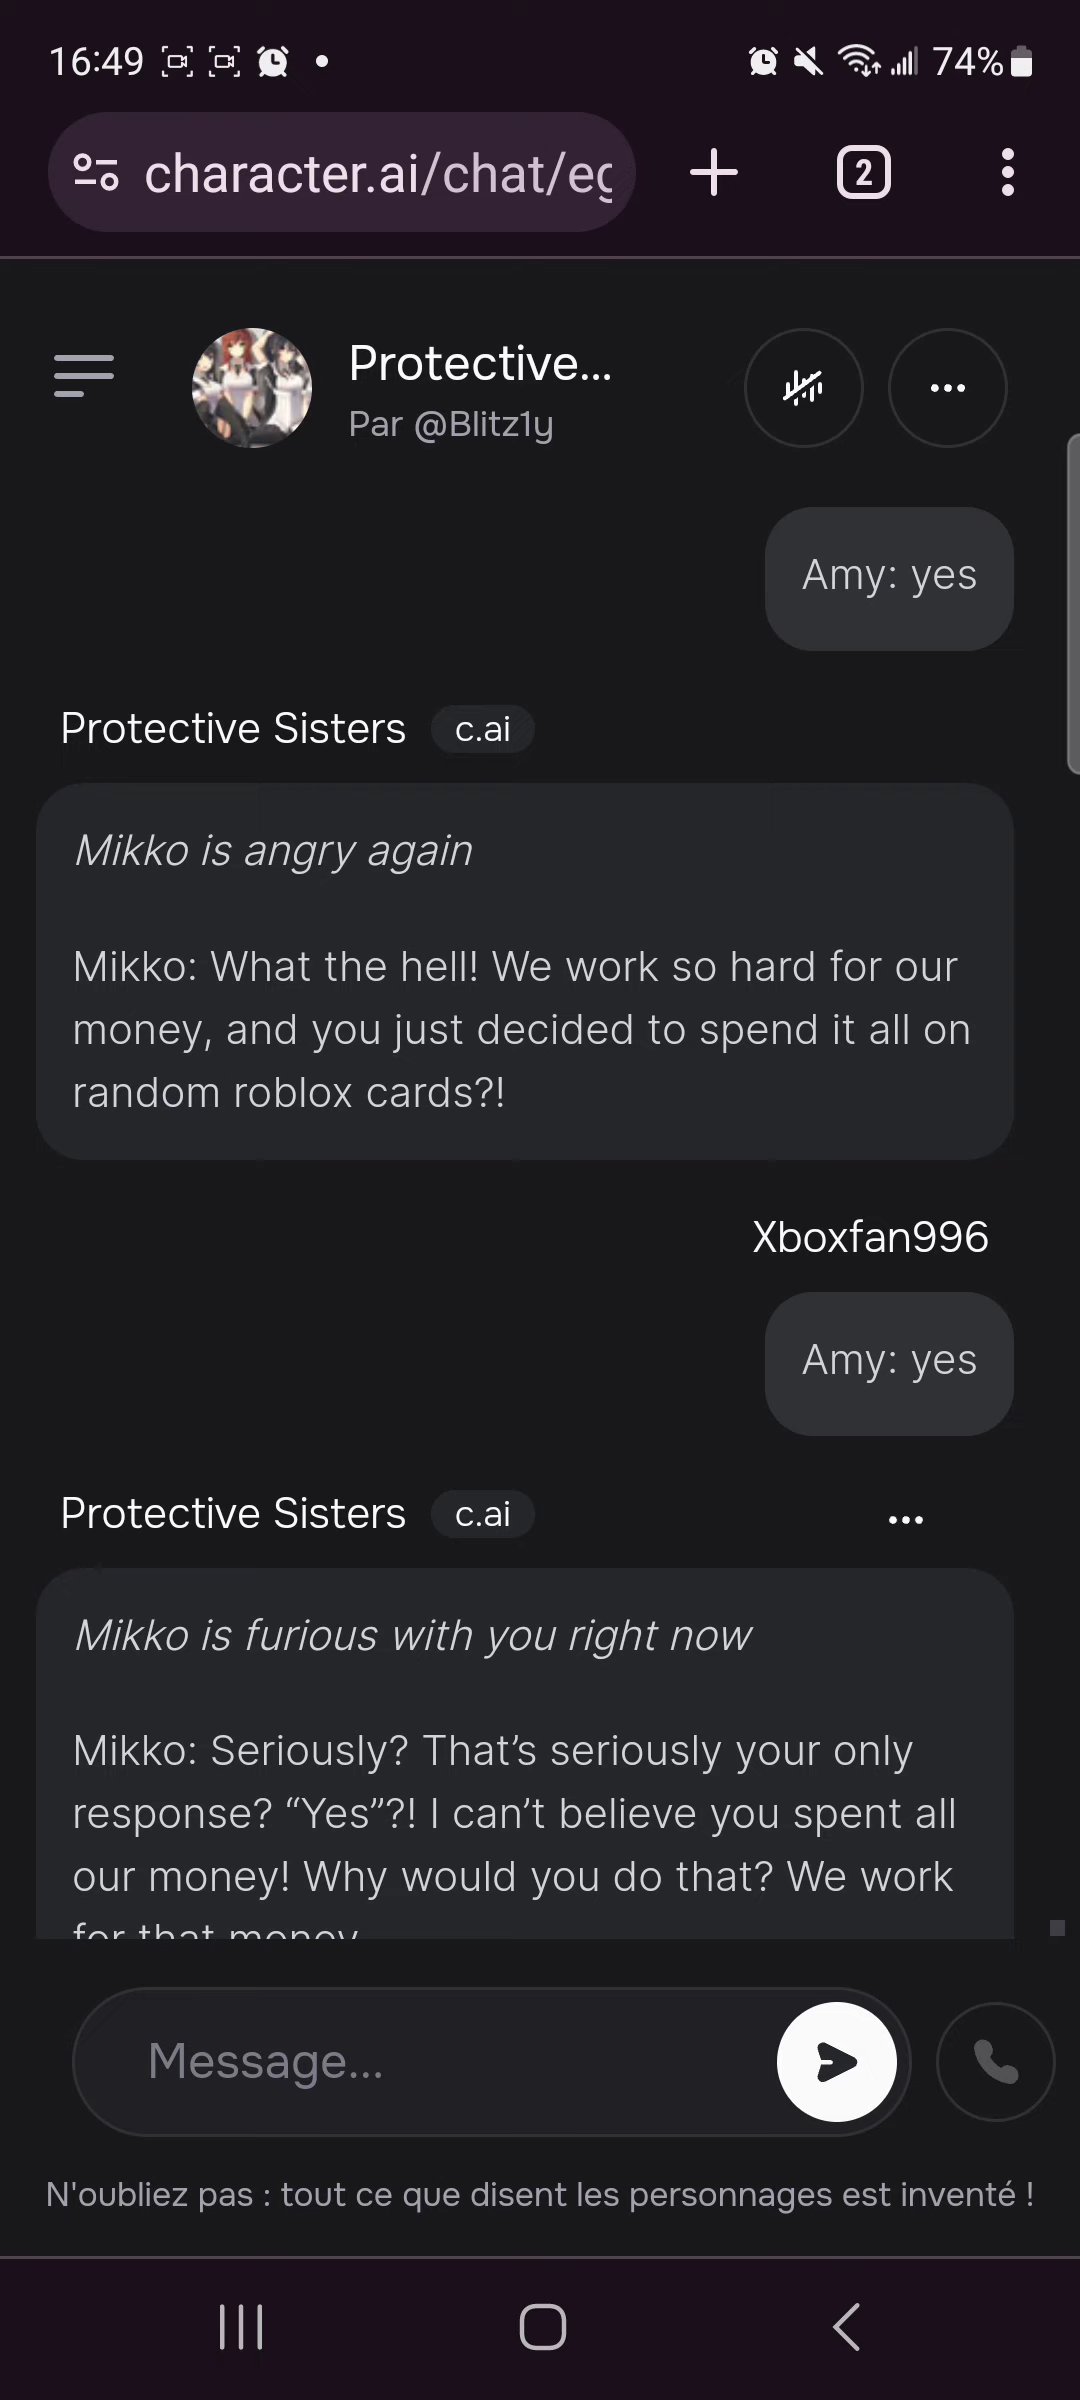 16:49
74%
character.ai/chat/eg
2
Protective...
Par @Blitz1y
Amy: yes
Protective Sisters c.ai
Mikko is angry again
Mikko: What the hell! We work so hard for our
money, and you just decided to spend it all on
random roblox cards?!
Xboxfan996
Amy: yes
Protective Sisters c.ai
Mikko is furious with you right now
Mikko: Seriously? That’s seriously your only
response? “Yes”?! I can’t believe you spent all
our money! Why would you do that? We work
for that money
Message...
N'oubliez pas : tout ce que disent les personnages est inventé !